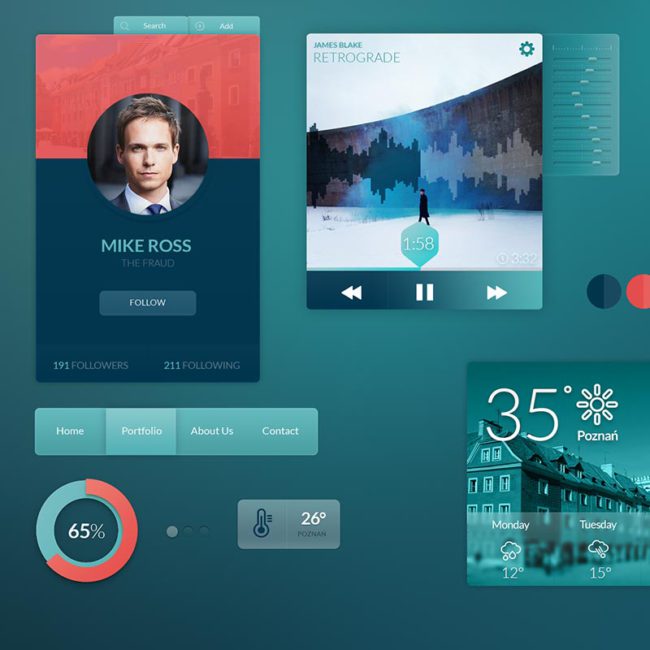 Search
Add
MIKE ROSS
THE FRAUD
FOLLOW
191 FOLLOWERS
211 FOLLOWING
JAMES BLAKE
RETROGRADE
1:58
3:32
Home
Portfolio
About Us
Contact
65%
26°
POZNAŃ
35°
Poznań
Monday
Tuesday
12°
15°